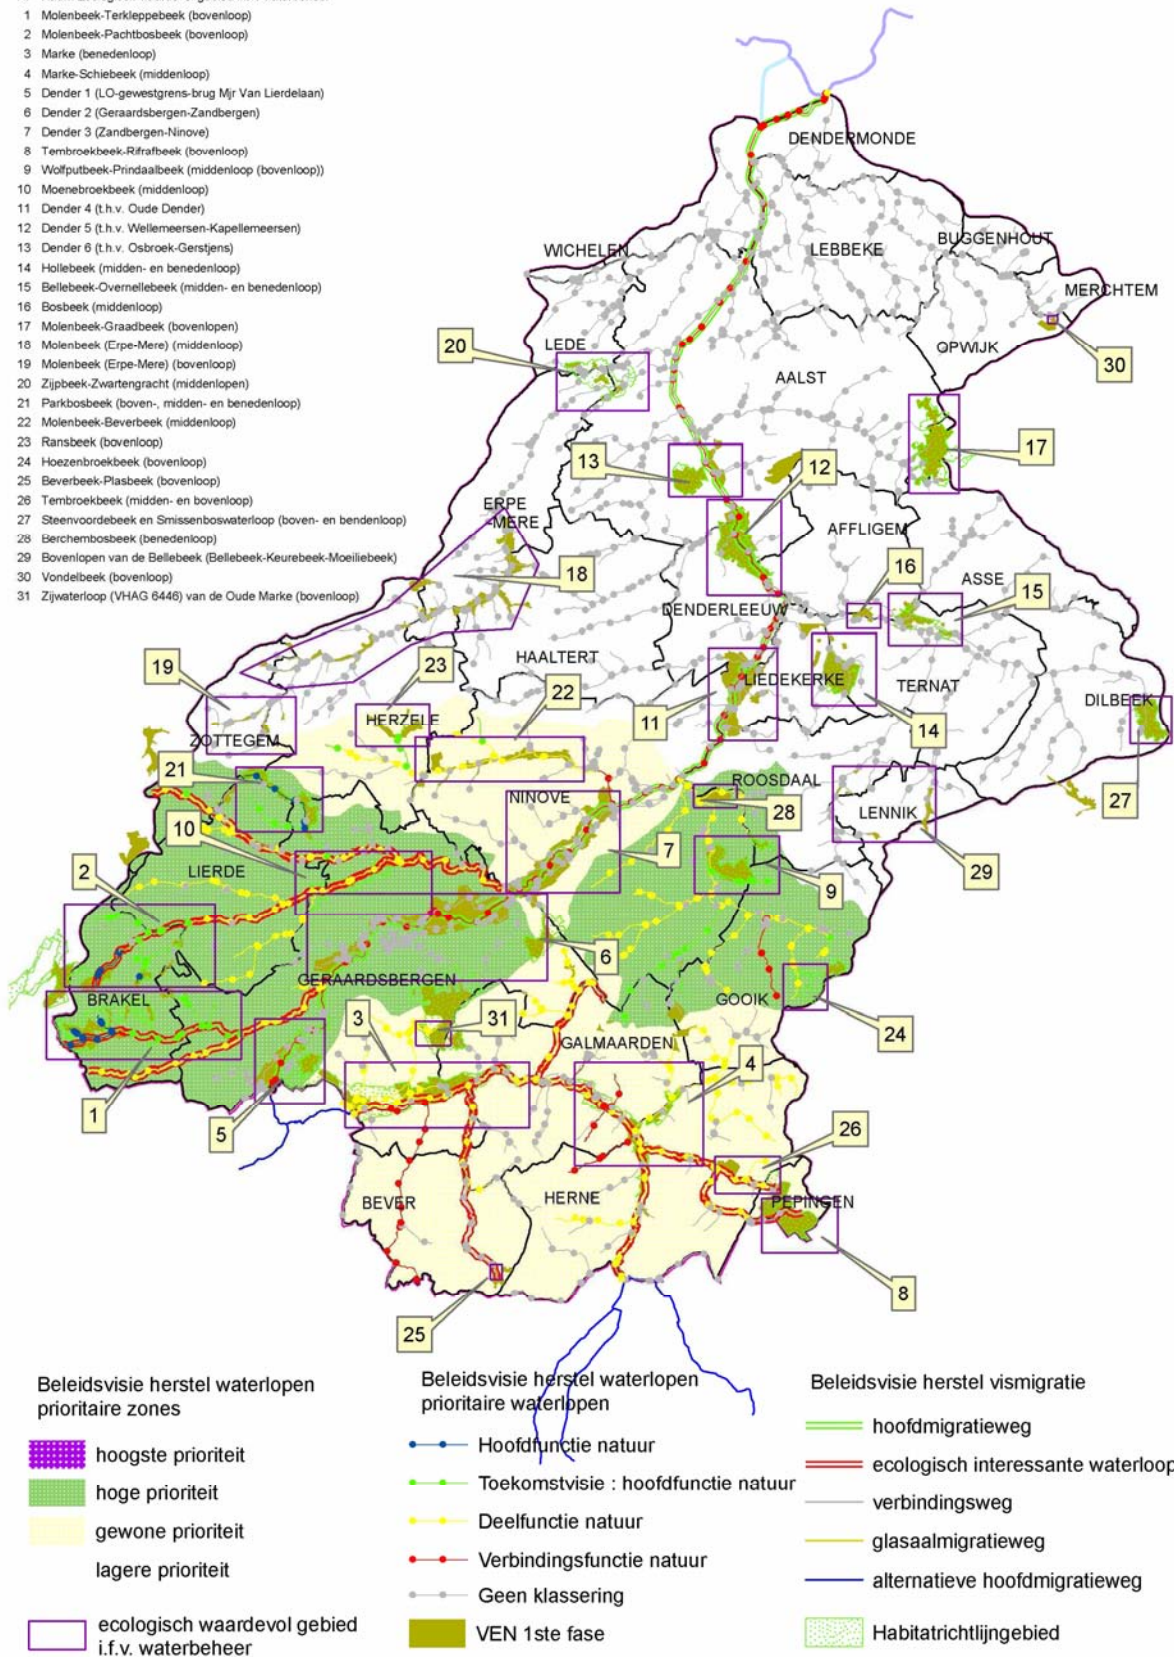 1 Molenbeek-Terkleppebeek (bovenloop)
2 Molenbeek-Pachtbosbeek (bovenloop)
3 Marke (benedenloop)
4 Marke-Schiebeek (middenloop)
5 Dender 1 (LO-gewestgrens-brug Mjr Van Lierdelaan)
6 Dender 2 (Geraardsbergen-Zandbergen)
7 Dender 3 (Zandbergen-Ninove)
8 Tembroekbeek-Rifrafbeek (bovenloop)
9 Wolfputbeek-Prindaalbeek (middenloop (bovenloop))
10 Moenebroekbeek (middenloop)
11 Dender 4 (t.h.v. Oude Dender)
12 Dender 5 (t.h.v. Wellemeersen-Kapellemeersen)
13 Dender 6 (t.h.v. Osbroek-Gerstjens)
14 Hollebeek (midden- en benedenloop)
15 Bellebeek-Overnellebeek (midden- en benedenloop)
16 Bosbeek (middenloop)
17 Molenbeek-Graadbeek (bovenlopen)
18 Molenbeek (Erpe-Mere) (middenloop)
19 Molenbeek (Erpe-Mere) (bovenloop)
20 Zijpbeek-Zwartengracht (middenlopen)
21 Parkbosbeek (boven-, midden- en benedenloop)
22 Molenbeek-Beverbeek (middenloop)
23 Ransbeek (bovenloop)
24 Hoezenbroekbeek (bovenloop)
25 Beverbeek-Plasbeek (bovenloop)
26 Tembroekbeek (midden- en bovenloop)
27 Steenvoordebeek en Smissenboswaterloop (boven- en bendenloop)
28 Berchembosbeek (benedenloop)
29 Bovenlopen van de Bellebeek (Bellebeek-Keurebeek-Moeiliebeek)
30 Vondelbeek (bovenloop)
31 Zijwaterloop (VHAG 6446) van de Oude Marke (bovenloop)
DENDERMONDE
WICHELEN
LEBBEKE
BUGGENHOUT
MERCHTEM
20
LEDE
OPWIJK
30
AALST
13
12
17
ERPE
-MERE
AFFLIGEM
18
16
ASSE
15
DENDERLEEUW
19
23
HAALTERT
22
LIEDEKERKE
TERNAT
DILBEEK
HERZELE
11
14
ZOTTEGEM
21
ROOSDAAL
NINOVE
28
LENNIK
27
10
7
2
LIERDE
9
29
6
GERAARDSBERGEN
BRAKEL
GOOIK
3
31
24
GALMAARDEN
4
1
5
26
BEVER
HERNE
PEPINGEN
8
25
Beleidsvisie herstel waterlopen
prioritaire zones
hoogste prioriteit
hoge prioriteit
gewone prioriteit
lagere prioriteit
ecologisch waardevol gebied
i.f.v. waterbeheer
Beleidsvisie herstel waterlopen
prioritaire waterlopen
Hoofdfunctie natuur
Toekomstvisie : hoofdfunctie natuur
Deelfunctie natuur
Verbindingsfunctie natuur
Geen klassering
VEN 1ste fase
Beleidsvisie herstel vismigratie
hoofdmigratieweg
ecologisch interessante waterloop
verbindingsweg
glasaalmigratieweg
alternatieve hoofdmigratieweg
Habitatrichtlijngebied